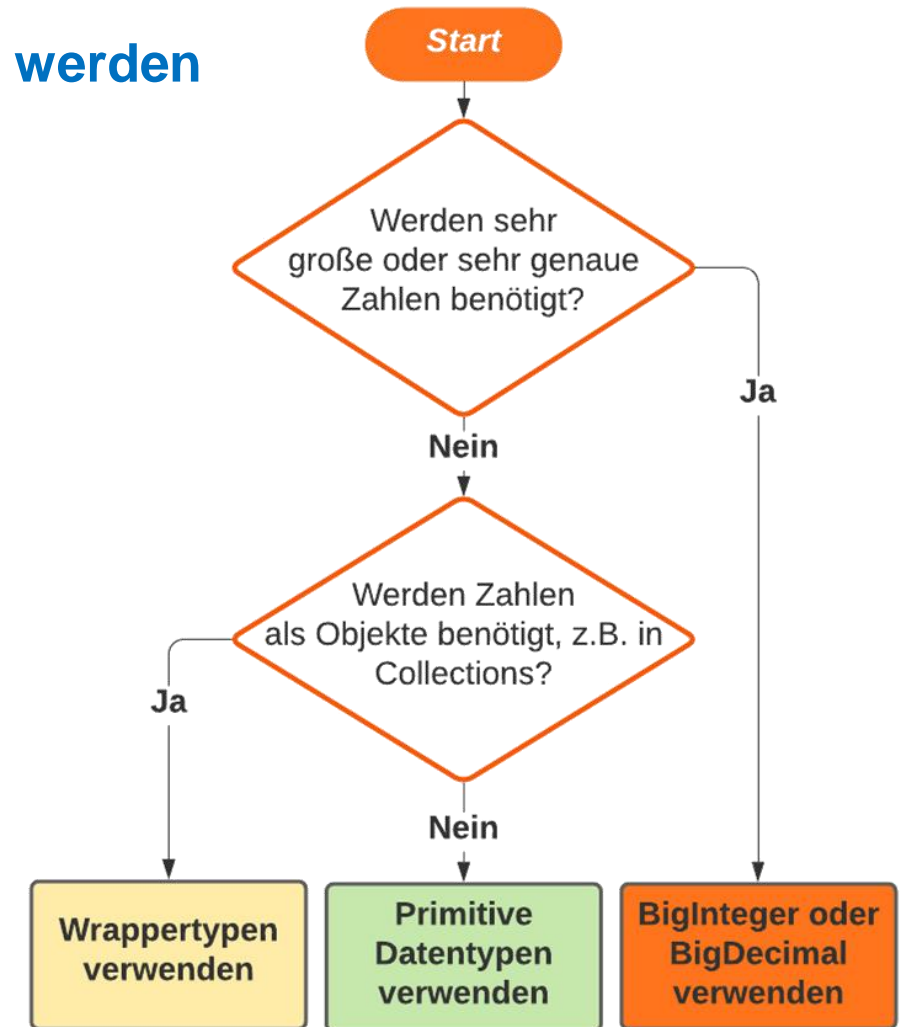 werden
Start
Werden sehr
große oder sehr genaue
Zahlen benötigt?
Ja
Nein
Werden Zahlen
als Objekte benötigt, z.B. in
Collections?
Ja
Nein
Wrappertypen
verwenden
Primitive
Datentypen
verwenden
BigInteger oder
BigDecimal
verwenden